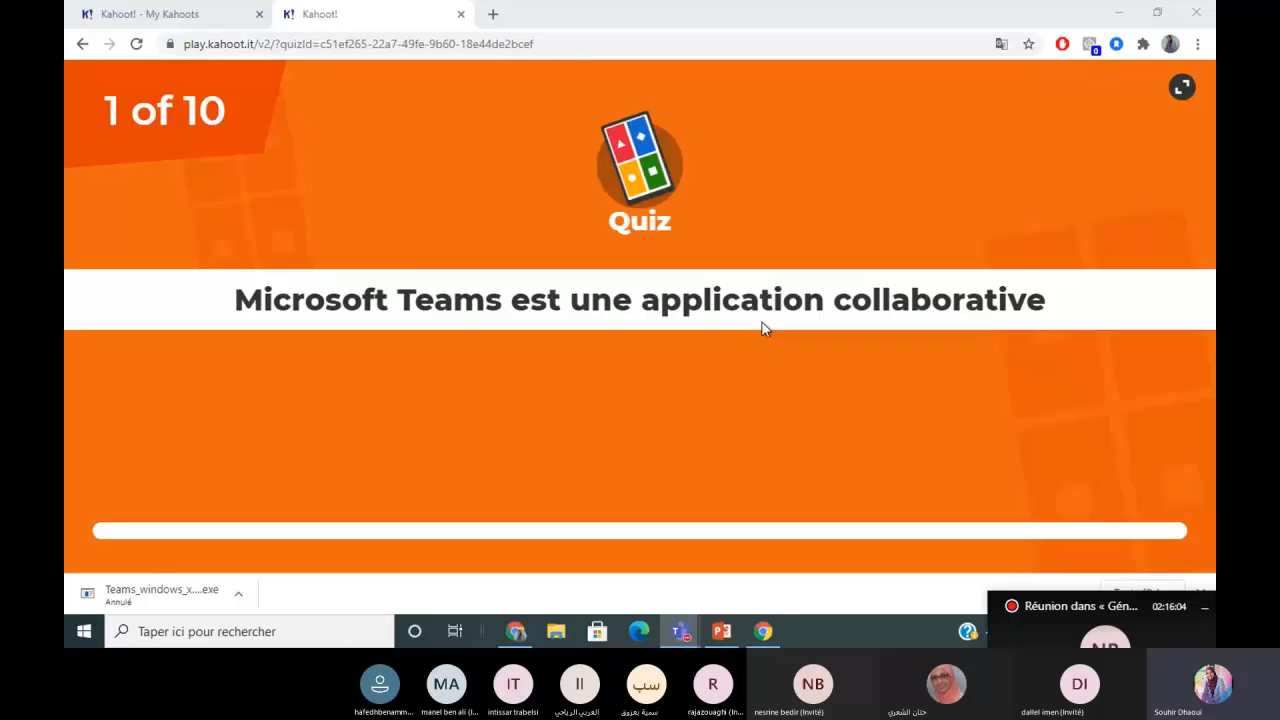 Kahoot! - My Kahoots
Kahoot!
play.kahoot.it/v2/?quizId=c51ef265-22a7-49fe-9b60-18e44de2bcef
0
1 of 10
Quiz
Microsoft Teams est une application collaborative
Teams_windows_x....exe
Annulé
Réunion dans « Gén...
02:16:04
Taper ici pour rechercher
MA
IT
اا
سب
R
NB
DI
hafedhbenamm...
manel ben ali (I...
intissar trabelsi
العربي الرياحي
سمية بعزوق
rajazouaghi (In...
nesrine bedir (Invité)
حنان الشعري
dallel imen (Invité)
Souhir Dhaoui